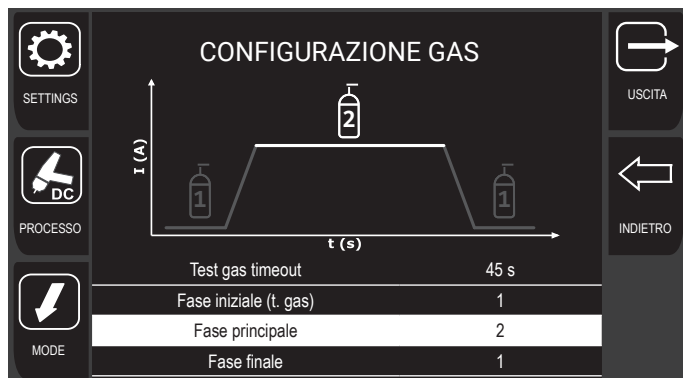 CONFIGURAZIONE GAS
SETTINGS
USCITA
2
I (A)
1
1
DC
PROCESSO
INDIETRO
t (s)
Test gas timeout 45 s
Fase iniziale (t. gas) 1
Fase principale 2
Fase finale 1
MODE